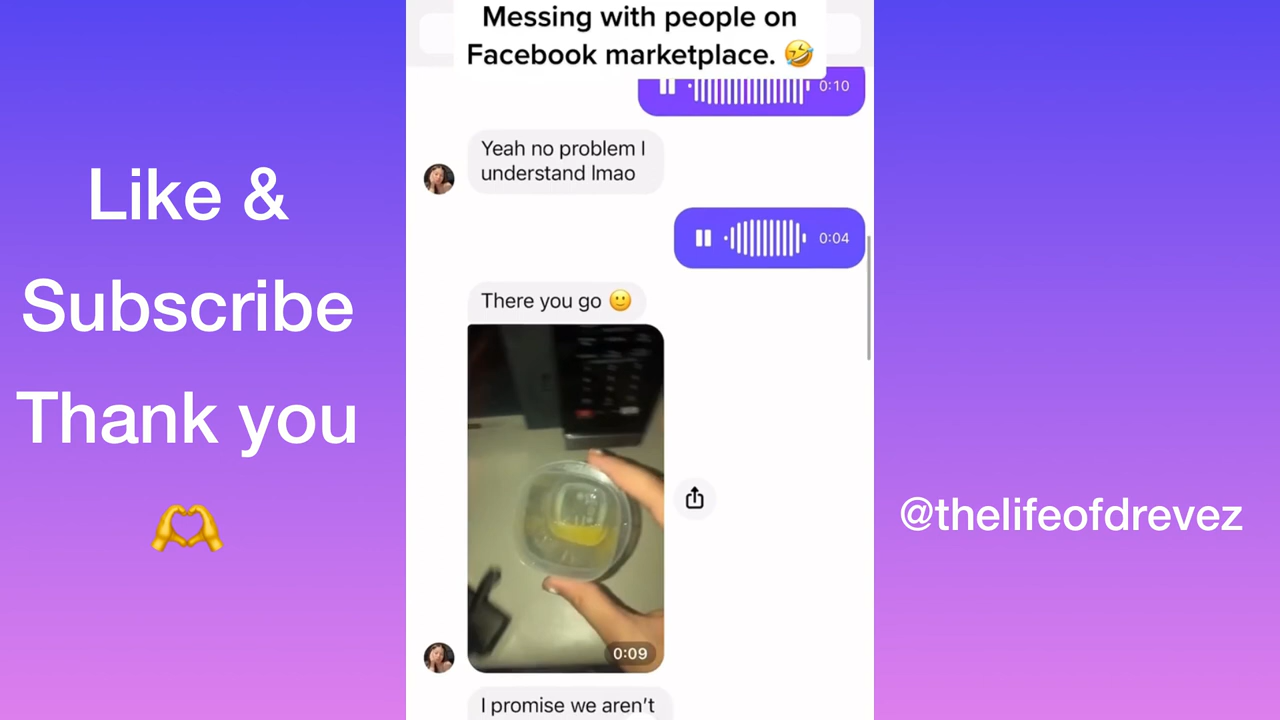 Messing with people on
Facebook marketplace. 🤣
0:10
Yeah no problem I
understand lmao
0:04
There you go 🙂
0:09
I promise we aren't
Like &
Subscribe
Thank you
🫶
@thelifeofdrevez